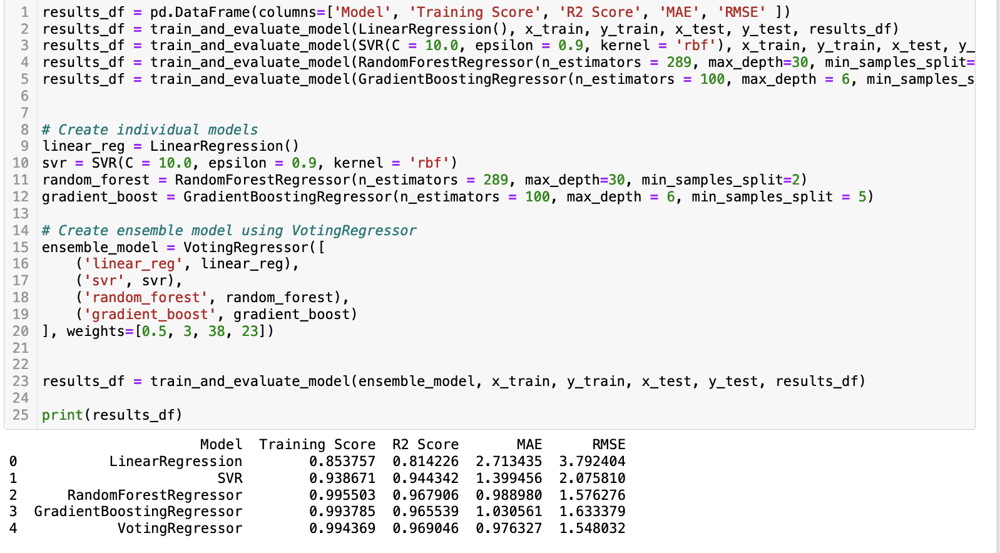 1 results_df = pd.DataFrame(columns=['Model', 'Training Score', 'R2 Score', 'MAE', 'RMSE' ])
2 results_df = train_and_evaluate_model(LinearRegression(), x_train, y_train, x_test, y_test, results_df)
3 results_df = train_and_evaluate_model(SVR(C = 10.0, epsilon = 0.9, kernel = 'rbf'), x_train, y_train, x_test, y_
4 results_df = train_and_evaluate_model(RandomForestRegressor(n_estimators = 289, max_depth=30, min_samples_split=
5 results_df = train_and_evaluate_model(GradientBoostingRegressor(n_estimators = 100, max_depth = 6, min_samples_s
6
7
8 # Create individual models
9 linear_reg = LinearRegression()
10 svr = SVR(C = 10.0, epsilon = 0.9, kernel = 'rbf')
11 random_forest = RandomForestRegressor(n_estimators = 289, max_depth=30, min_samples_split=2)
12 gradient_boost = GradientBoostingRegressor(n_estimators = 100, max_depth = 6, min_samples_split = 5)
13
14 # Create ensemble model using VotingRegressor
15 ensemble_model = VotingRegressor([
16     ('linear_reg', linear_reg),
17     ('svr', svr),
18     ('random_forest', random_forest),
19     ('gradient_boost', gradient_boost)
20 ], weights=[0.5, 3, 38, 23])
21
22
23 results_df = train_and_evaluate_model(ensemble_model, x_train, y_train, x_test, y_test, results_df)
24
25 print(results_df)
Model Training Score R2 Score MAE RMSE
0 LinearRegression 0.853757 0.814226 2.713435 3.792404
1 SVR 0.938671 0.944342 1.399456 2.075810
2 RandomForestRegressor 0.995503 0.967906 0.988980 1.576276
3 GradientBoostingRegressor 0.993785 0.965539 1.030561 1.633379
4 VotingRegressor 0.994369 0.969046 0.976327 1.548032